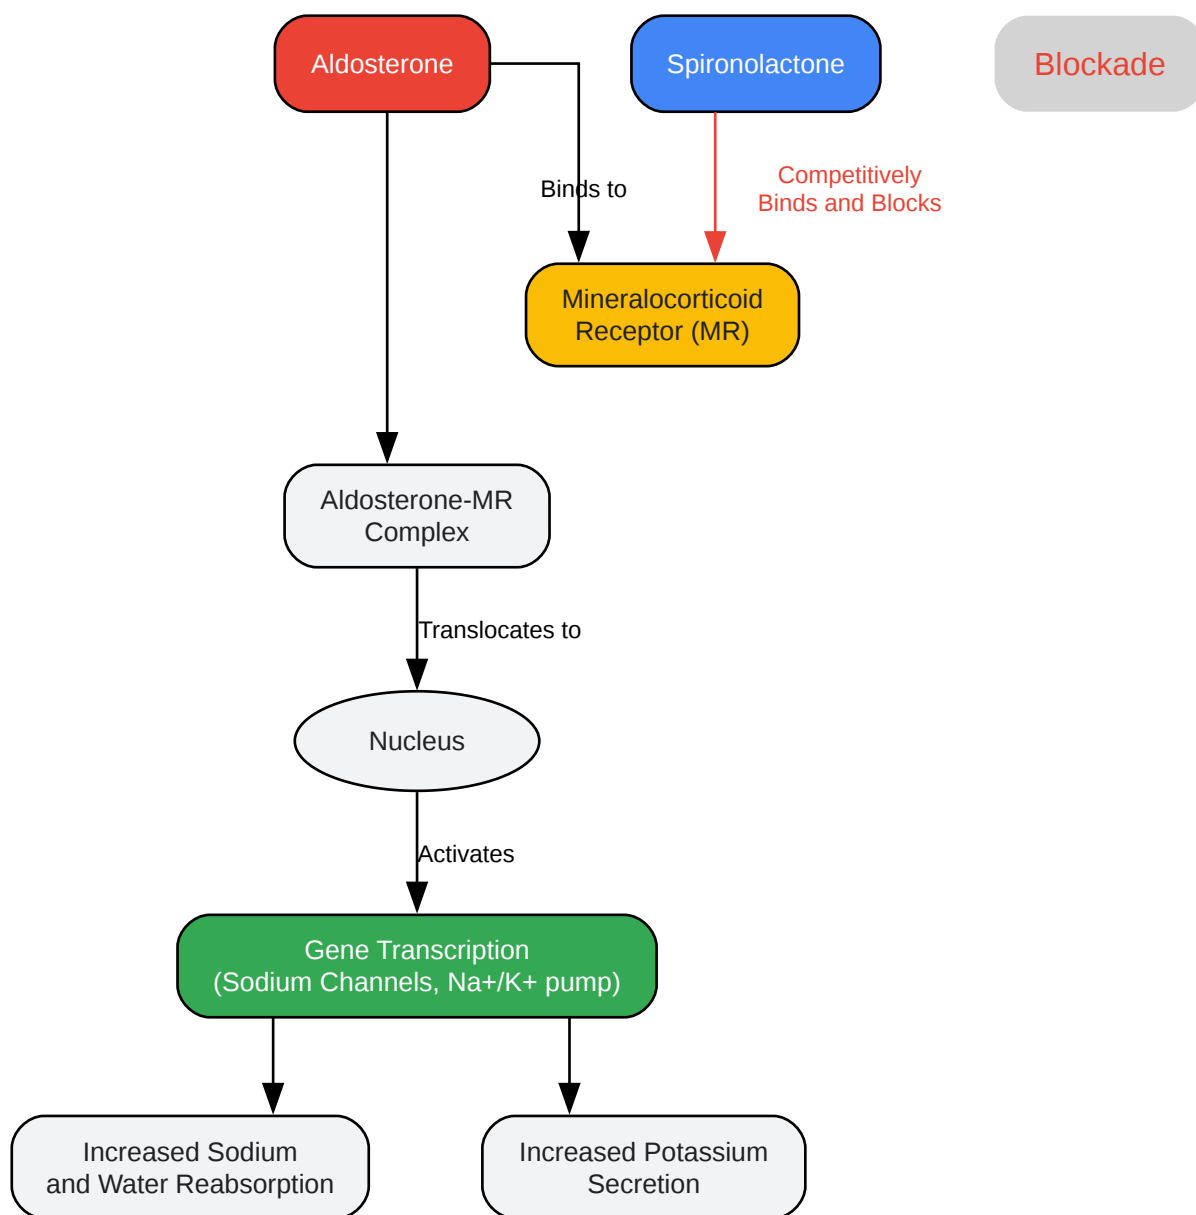 Aldosterone
Spironolactone
Blockade
Binds to
Competitively
Binds and Blocks
Mineralocorticoid
Receptor (MR)
Aldosterone-MR
Complex
Translocates to
Nucleus
Activates
Gene Transcription
(Sodium Channels, Na+/K+ pump)
Increased Sodium
and Water Reabsorption
Increased Potassium
Secretion